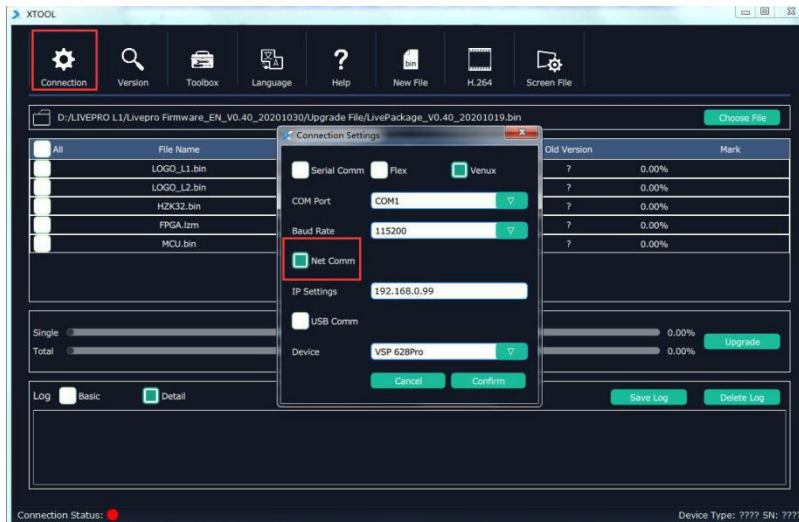 XTOOL
Connection Version Toolbox Language Help New File H.264 Screen File
bin
D:/LIVEPRO L1/Livepro Firmware_EN_V0.40_20201030/Upgrade File/LivePackage_V0.40_20201019.bin Choose File
Connection Settings
All File Name Old Version Mark
LOGO_L1.bin ? 0.00%
LOGO_L2.bin ? 0.00%
HZK32.bin ? 0.00%
FPGA.lzm ? 0.00%
MCU.bin ? 0.00%
Serial Comm Flex Venux
COM Port COM1
Baud Rate 115200
Net Comm
IP Settings 192.168.0.99
USB Comm
Device VSP 628Pro
Cancel Confirm
Single 0.00%
Total 0.00%
Upgrade
Log Basic Detail Save Log Delete Log
Connection Status: Device Type: ???? SN: ????